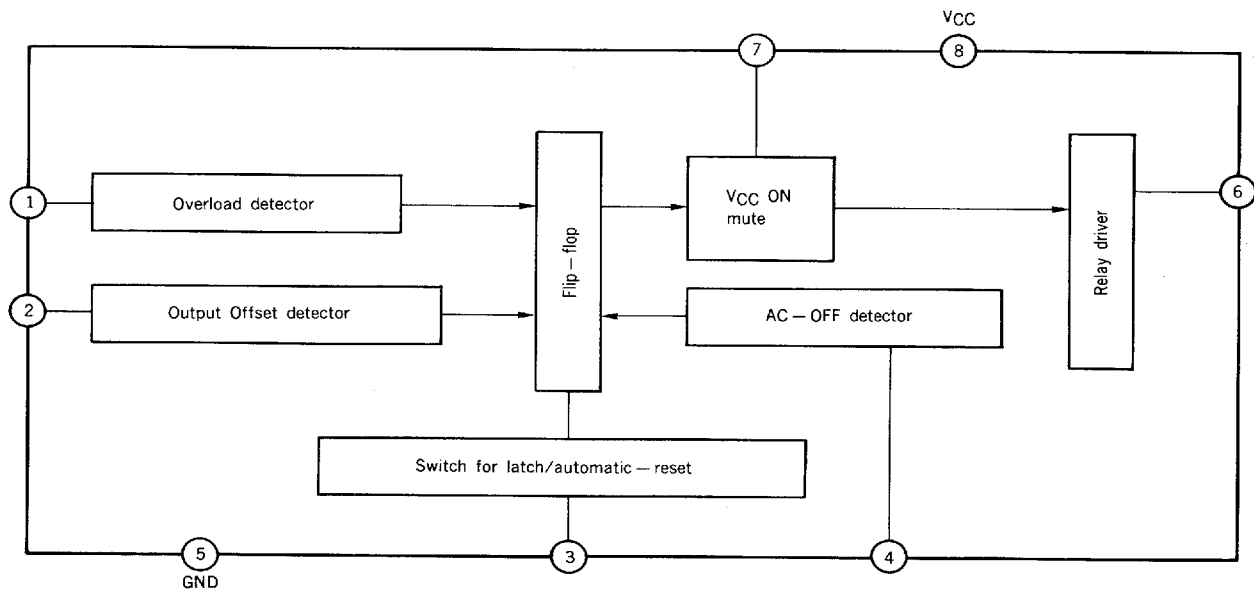 VCC
7
8
1
Overload detector
Flip–flop
VCC ON
mute
Relay driver
6
2
Output Offset detector
AC–OFF detector
Switch for latch/automatic–reset
5
GND
3
4